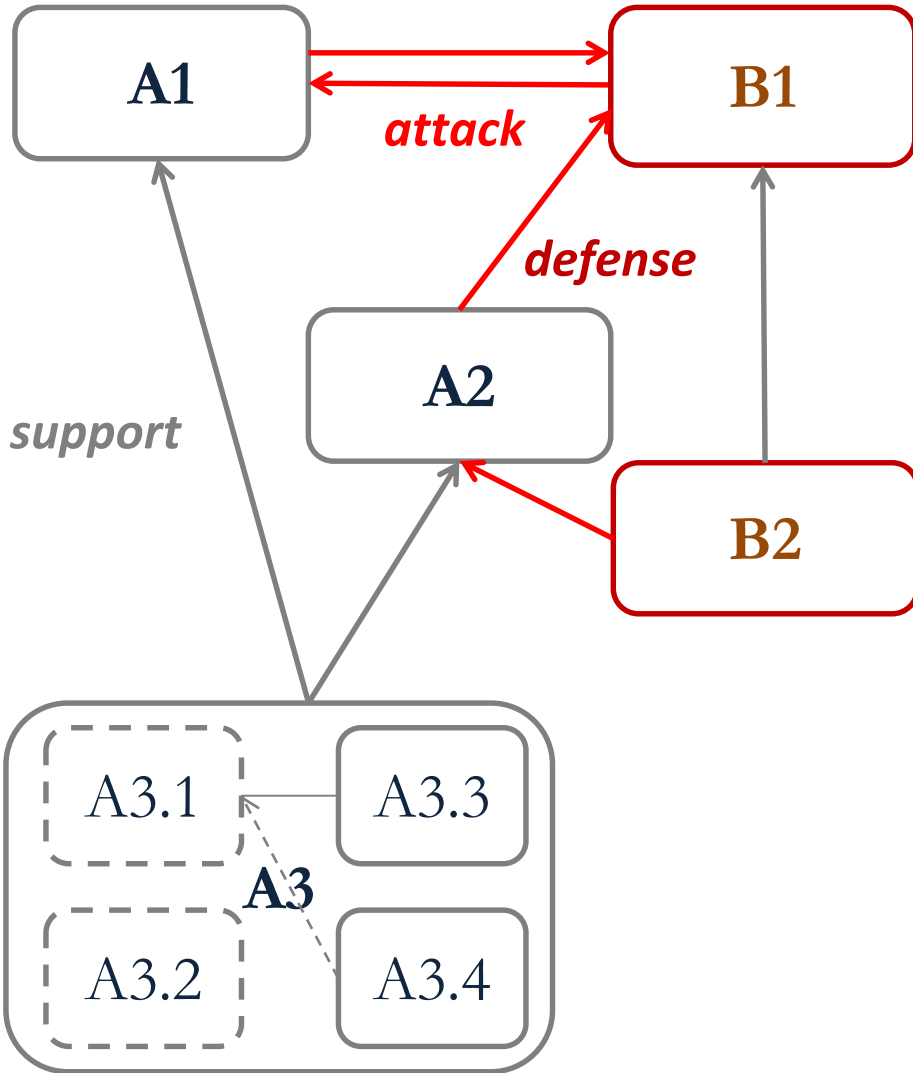 A1
B1
attack
defense
A2
support
B2
A3.1
A3.3
A3
A3.2
A3.4